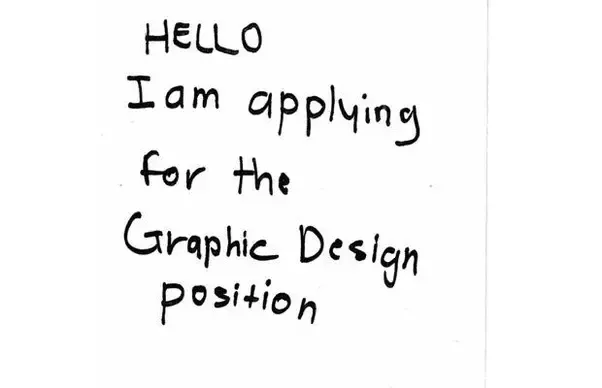 HELLO
I am applying
for the
Graphic Design
position